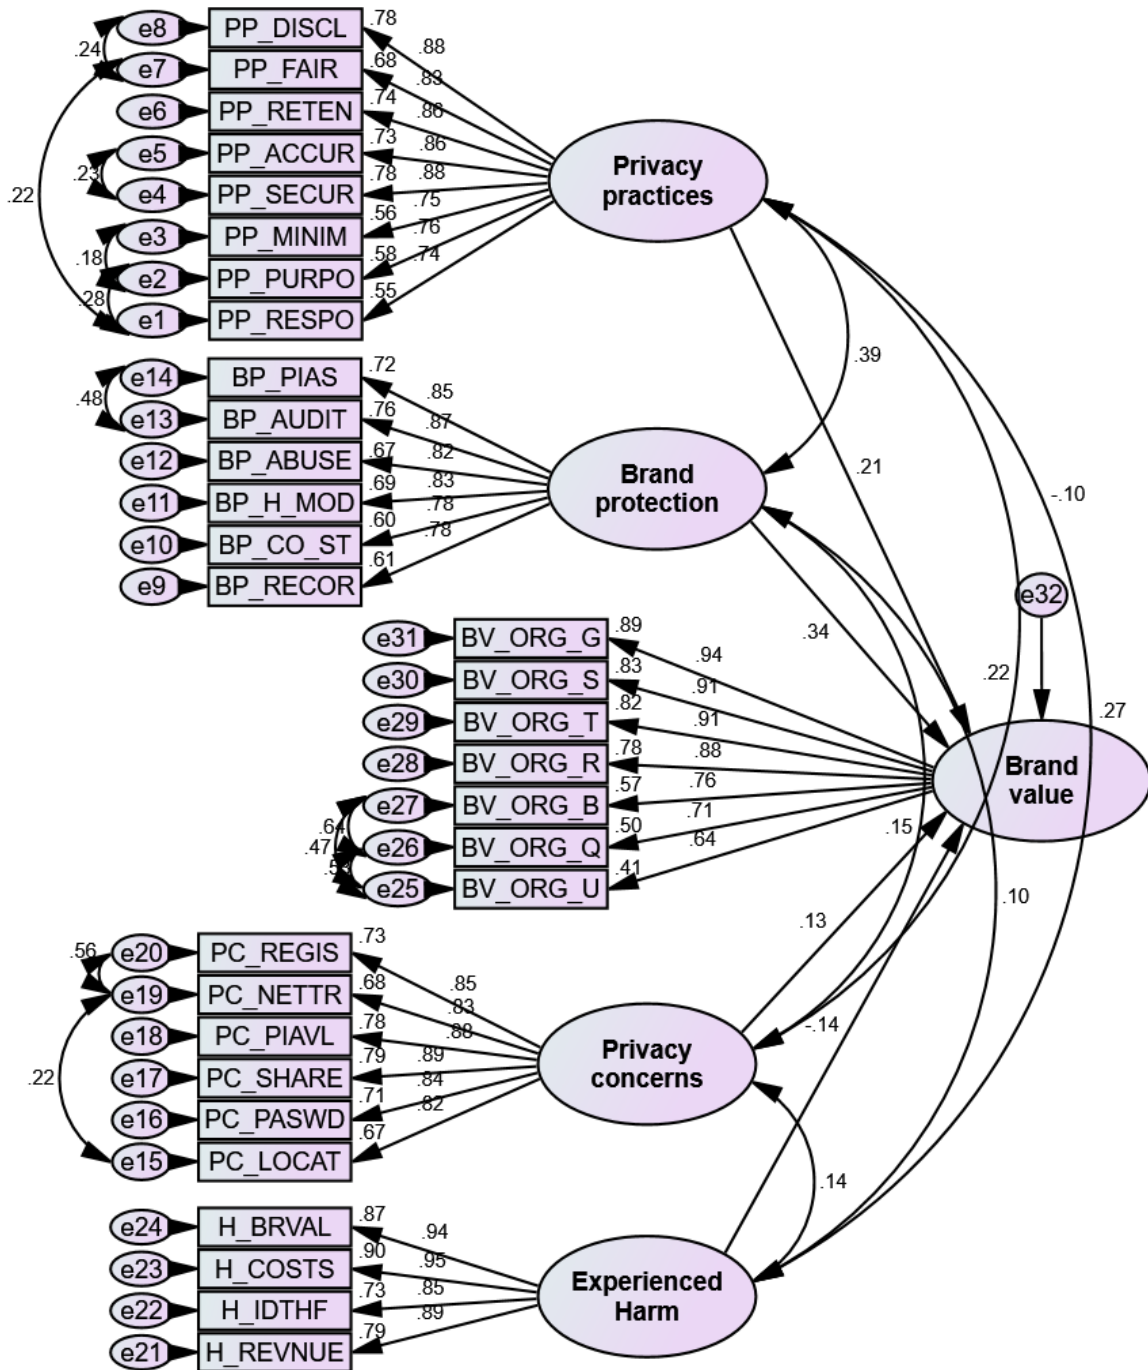 e8 PP_DISCL .78
.24 .88
e7 PP_FAIR .68 .83
e6 PP_RETEN .74 .86
e5 PP_ACCUR .73 .86
.23 .88
e4 PP_SECUR .78 .75
.22
e3 PP_MINIM .56 .76
.18 .74
e2 PP_PURPO .58
.28
e1 PP_RESPO .55
Privacy
practices
.39
-.10
e14 BP_PIAS .72
.48 .85
e13 BP_AUDIT .76 .87
e12 BP_ABUSE .67 .82
e11 BP_H_MOD .69 .83
e10 BP_CO_ST .60 .78
e9 BP_RECOR .61 .78
Brand
protection
.21
.34
e32
.22
.27
e31 BV_ORG_G .89
.94
e30 BV_ORG_S .83 .91
e29 BV_ORG_T .82 .91
e28 BV_ORG_R .78 .88
e27 BV_ORG_B .57 .76
.64 .71
e26 BV_ORG_Q .50 .64
.47
e25 BV_ORG_U .41
Brand
value
.15
.10
.13
-.14
e20 PC_REGIS .73
.56 .85
e19 PC_NETTR .68 .83
e18 PC_PIAVL .78 .88
e17 PC_SHARE .79 .89
.22
e16 PC_PASWD .71 .84
e15 PC_LOCAT .67 .82
Privacy
concerns
.14
e24 H_BRVAL .87
.94
e23 H_COSTS .90 .95
e22 H_IDTHF .73 .85
e21 H_REVNUE .79 .89
Experienced
Harm